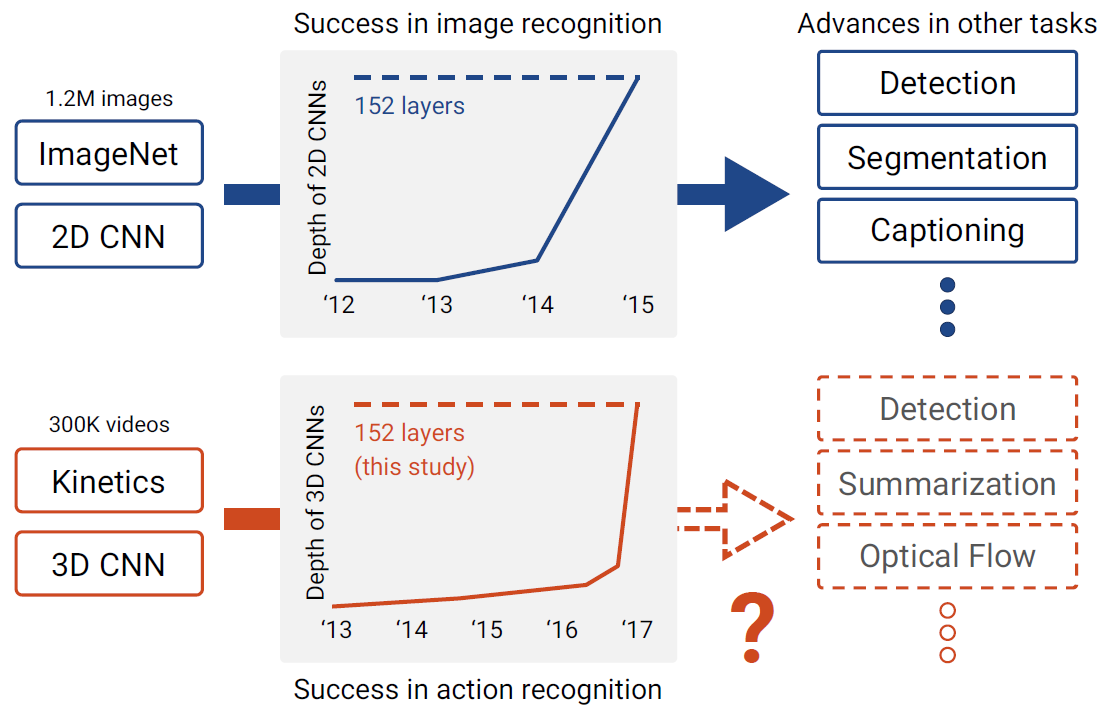 Success in image recognition
Advances in other tasks
1.2M images
ImageNet
2D CNN
Depth of 2D CNNs
152 layers
‘12 ‘13 ‘14 ‘15
Detection
Segmentation
Captioning
300K videos
Kinetics
3D CNN
Depth of 3D CNNs
152 layers
(this study)
‘13 ‘14 ‘15 ‘16 ‘17
?
Detection
Summarization
Optical Flow
Success in action recognition